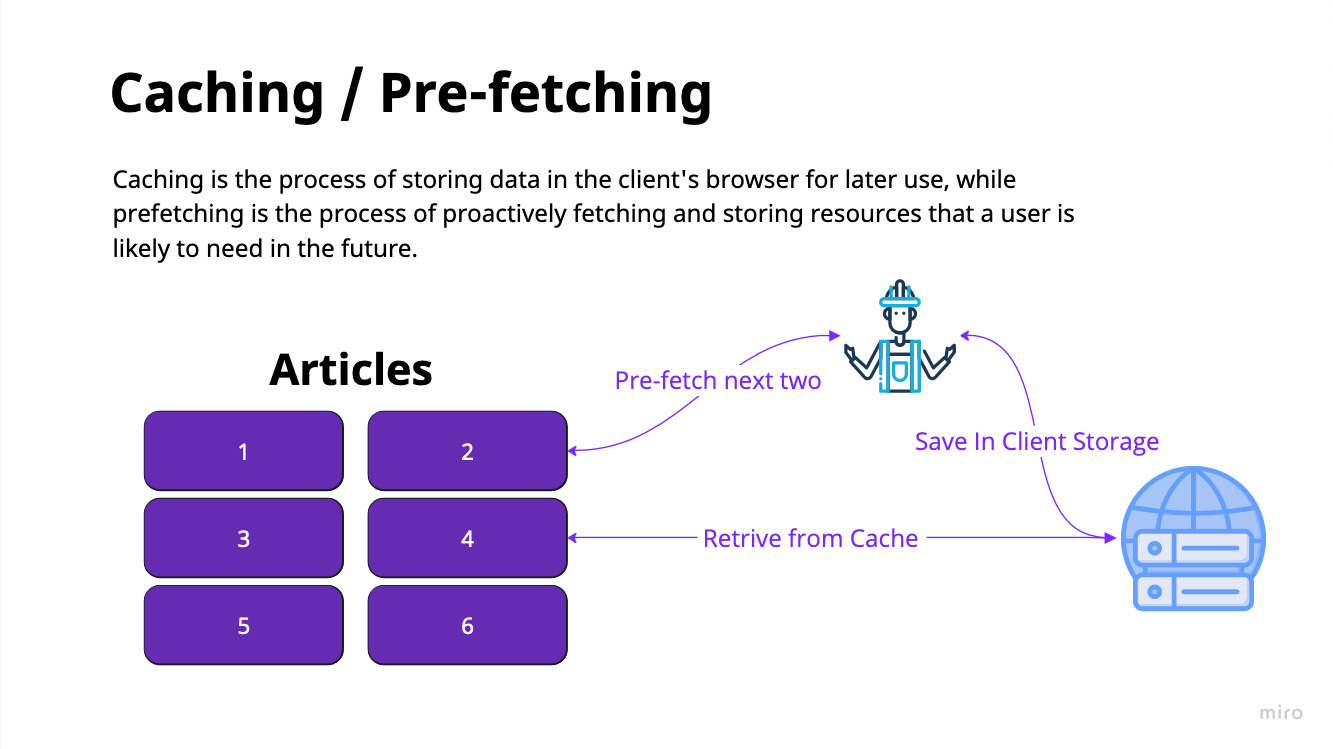 Caching / Pre-fetching
Caching is the process of storing data in the client's browser for later use, while
prefetching is the process of proactively fetching and storing resources that a user is
likely to need in the future.
Articles
Pre-fetch next two
1
2
Save In Client Storage
3
4
Retrive from Cache
5
6
miro